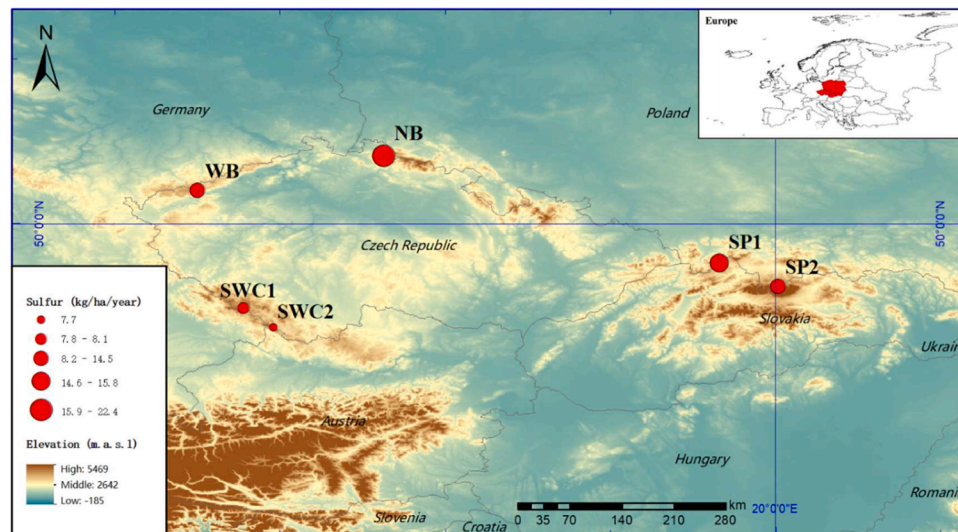 N
Germany
Poland
Europe
NB
WB
50°0'0"N
50°0'0"N
Czech Republic
SP1
SP2
SWC1
SWC2
Slovakia
Ukrain
Sulfur (kg/ha/year)
7.7
7.8 - 8.1
8.2 - 14.5
14.6 - 15.8
15.9 - 22.4
Elevation (m.a.s.l)
High: 5469
Middle: 2642
Low: -185
Austria
Hungary
Romani
Slovenia
Croatia
km
0 35 70 140 210 280
20°0'0"E